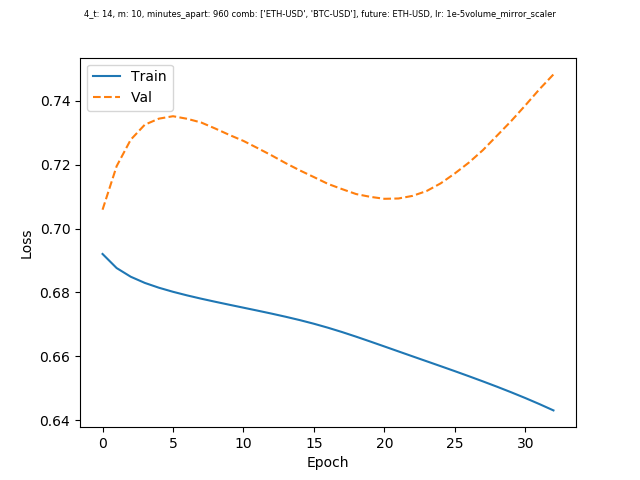 4_t: 14, m: 10, minutes_apart: 960 comb: ['ETH-USD', 'BTC-USD'], future: ETH-USD, lr: 1e-5volume_mirror_scaler
Train
Val
0.74
0.72
0.70
0.68
0.66
0.64
Loss
0 5 10 15 20 25 30
Epoch